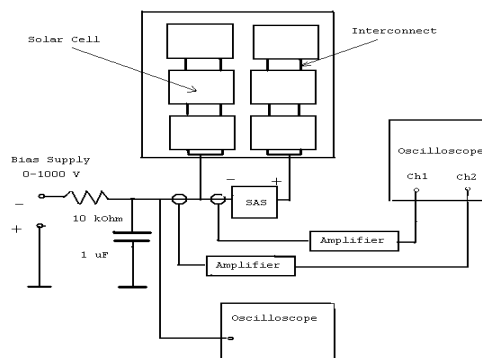 Solar Cell
Interconnect
Bias Supply
0-1000 V
-
+
10 kOhm
1 uF
-
+
SAS
Oscilloscope
Ch1
Ch2
Amplifier
Amplifier
Oscilloscope